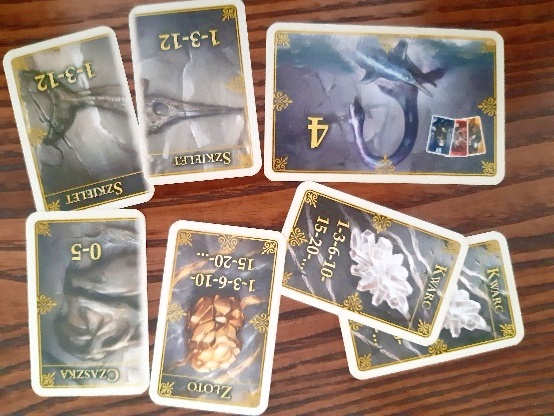 1-3-12
SZKIELET
1-3-12
SZKIELET
4
0-5
CZASZKA
1-3-6-10-
15-20-...
ZŁOTO
1-3-6-10-
15-20-...
KWARC
KWARC